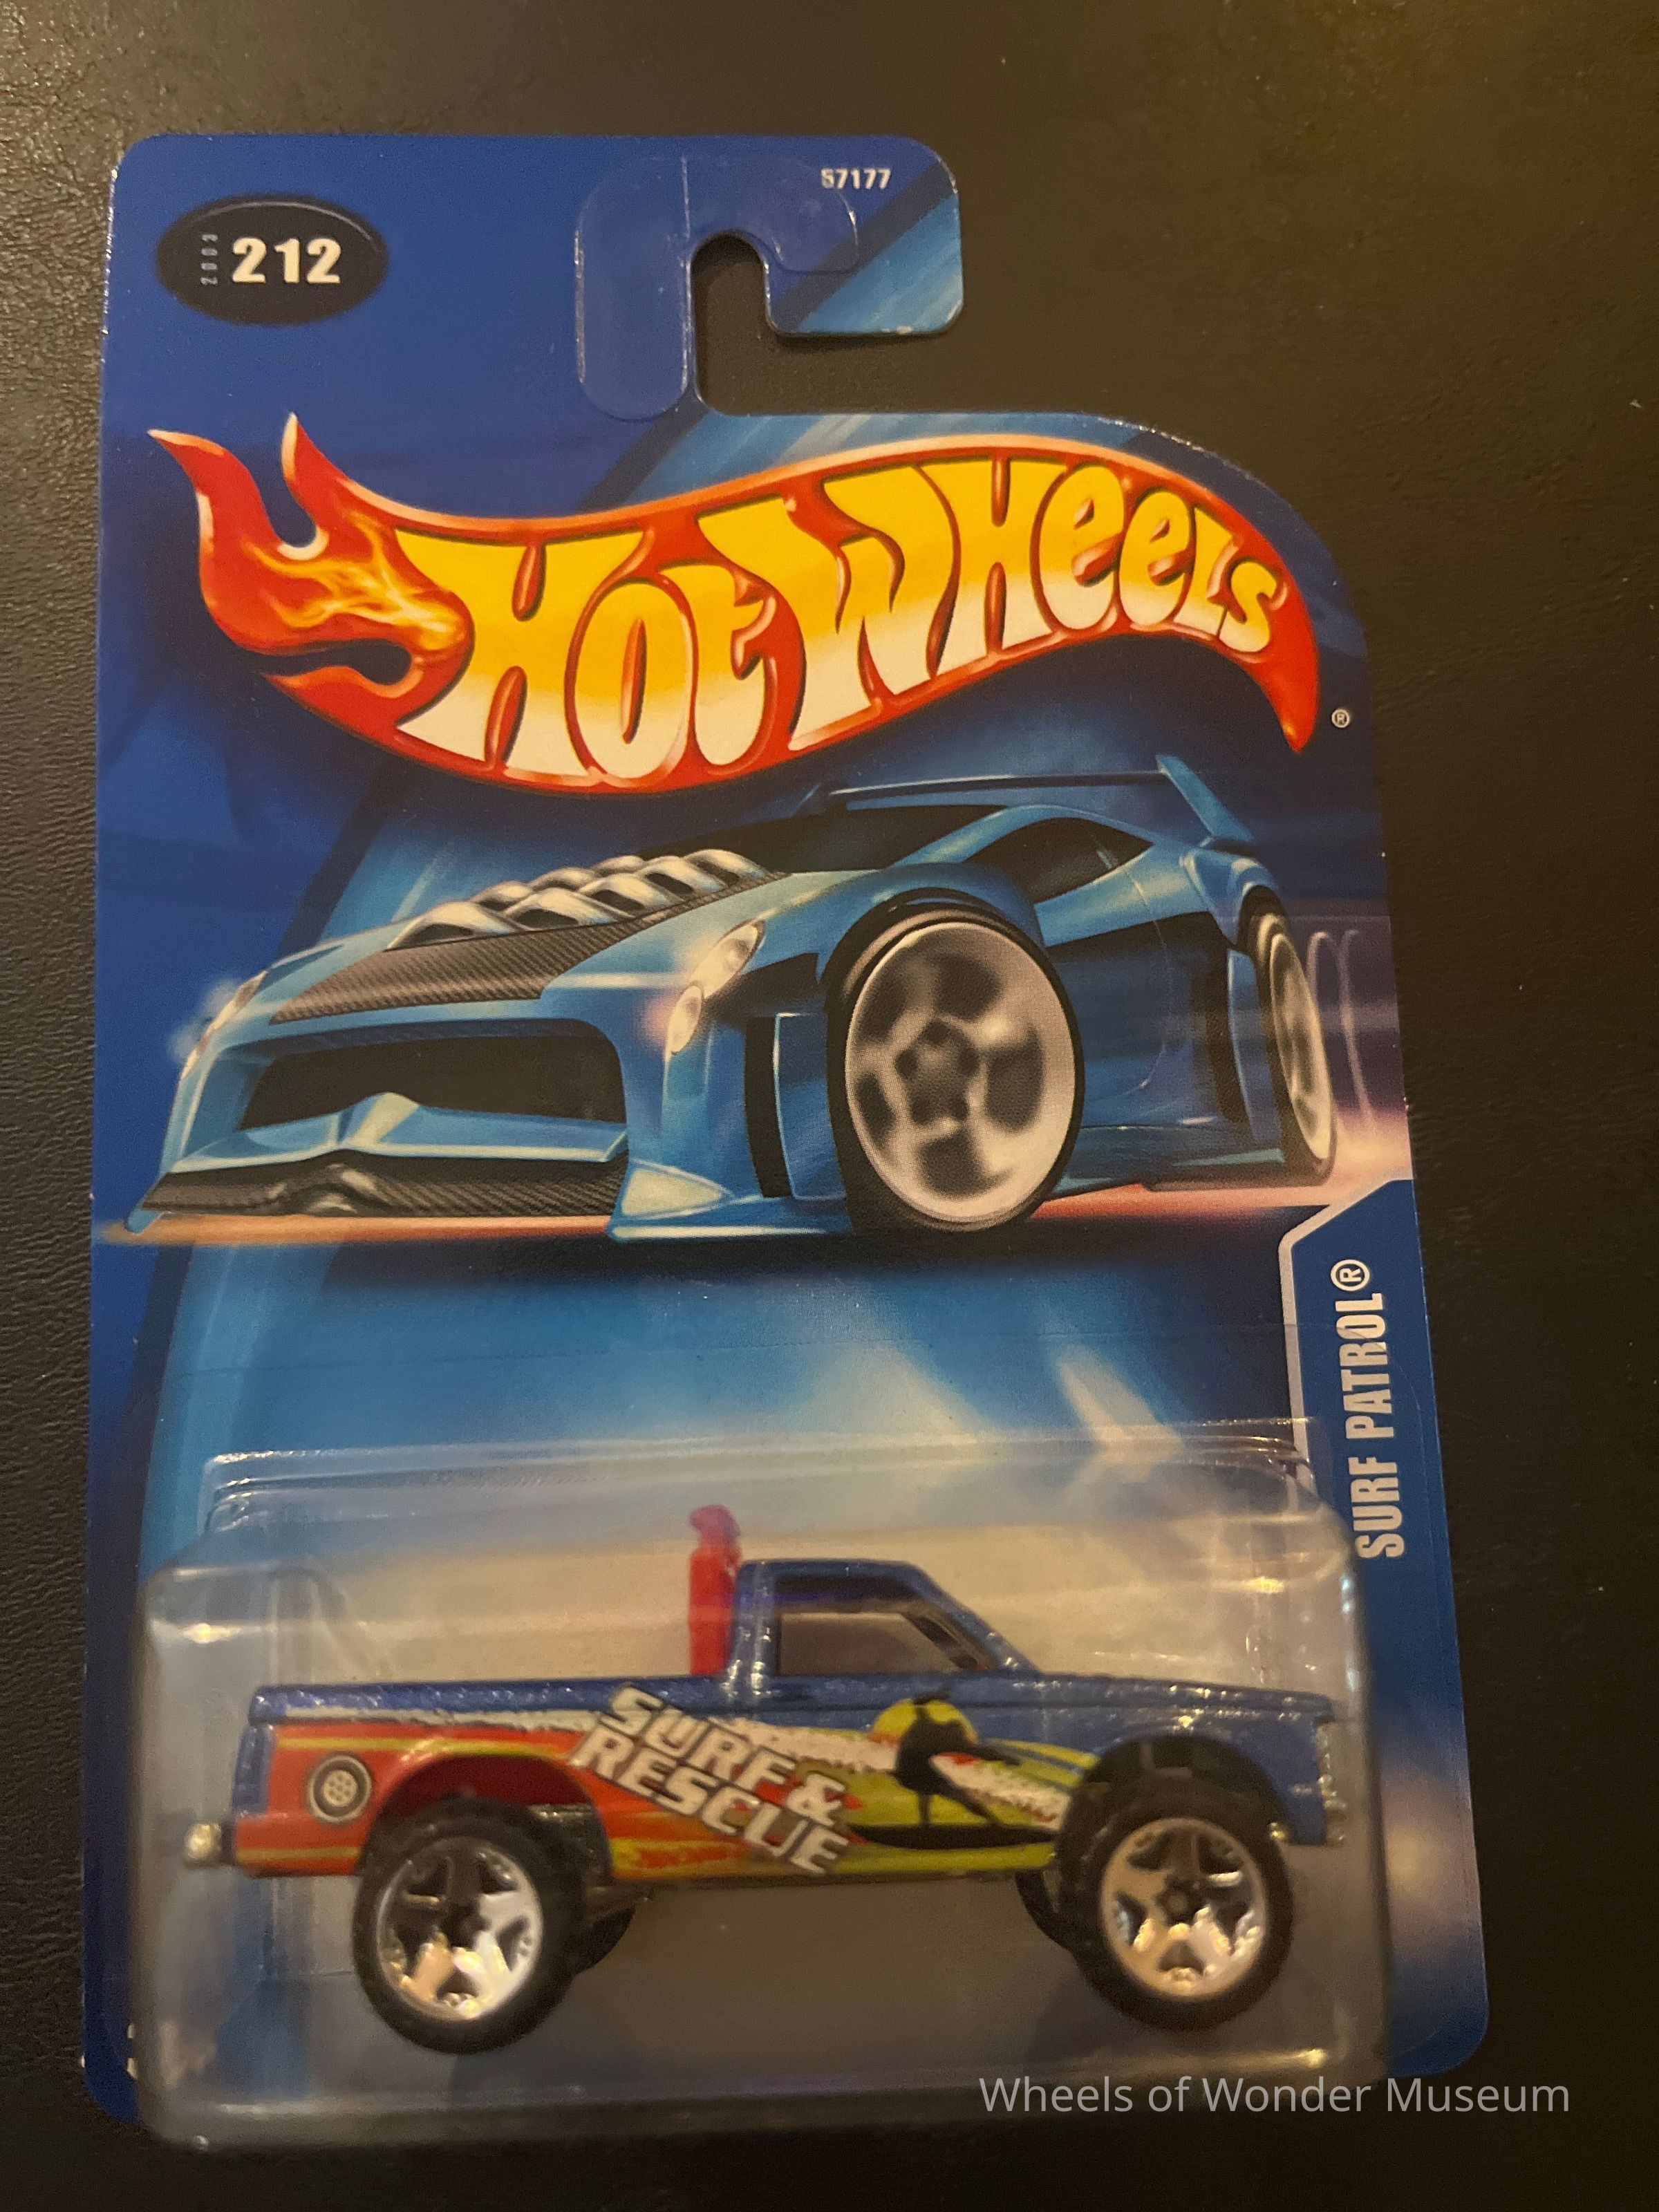 57177
2003 212
HOT WHEELS
®
SURF PATROL®
SURF &
RESCUE
Wheels of Wonder Museum